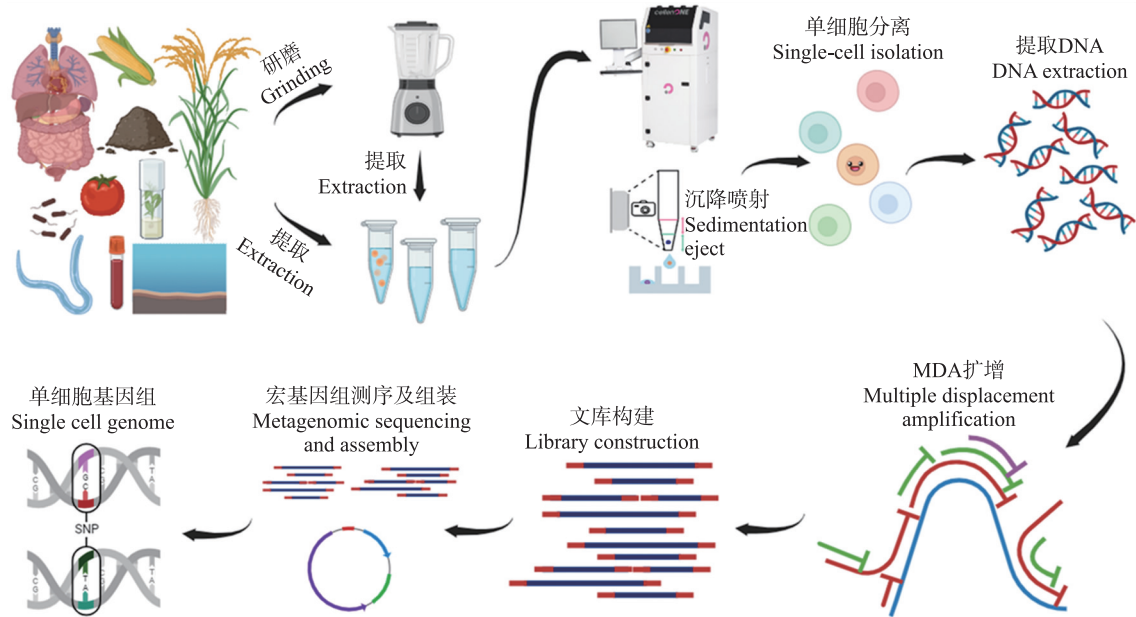 研磨
Grinding
提取
Extraction
提取
Extraction
cellenONE
沉降喷射
Sedimentation
eject
单细胞分离
Single-cell isolation
提取DNA
DNA extraction
MDA扩增
Multiple displacement
amplification
文库构建
Library construction
宏基因组测序及组装
Metagenomic sequencing
and assembly
单细胞基因组
Single cell genome
SNP